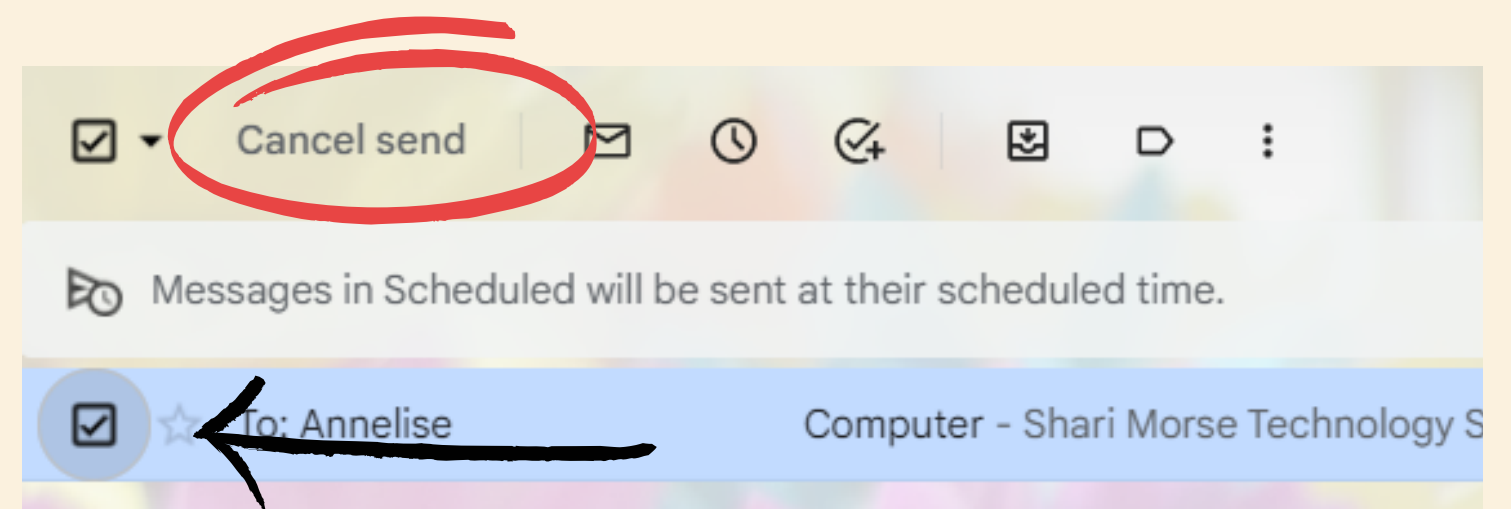 Cancel send
Messages in Scheduled will be sent at their scheduled time.
To: Annelise Computer - Shari Morse Technology S